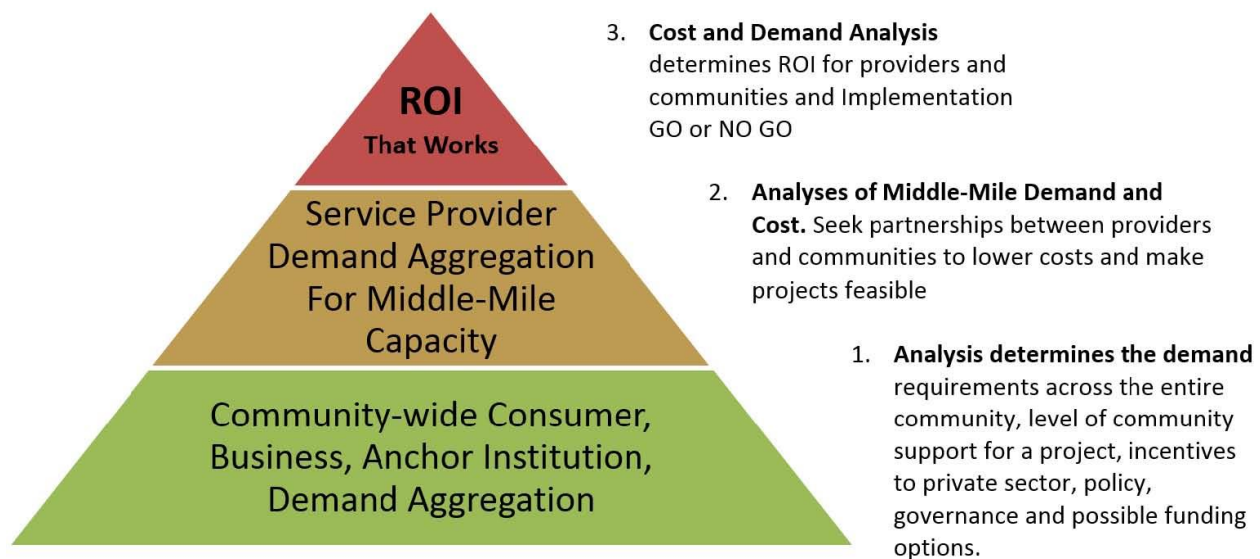 ROI
That Works
Service Provider
Demand Aggregation
For Middle-Mile
Capacity
Community-wide Consumer,
Business, Anchor Institution,
Demand Aggregation
3. Cost and Demand Analysis
determines ROI for providers and
communities and Implementation
GO or NO GO
2. Analyses of Middle-Mile Demand and
Cost. Seek partnerships between providers
and communities to lower costs and make
projects feasible
1. Analysis determines the demand
requirements across the entire
community, level of community
support for a project, incentives
to private sector, policy,
governance and possible funding
options.